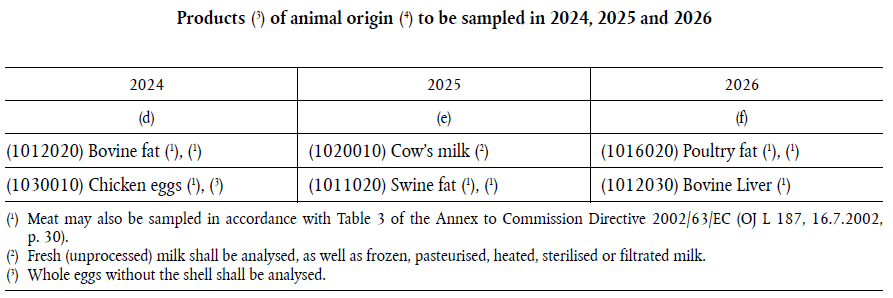 Products (³) of animal origin (⁴) to be sampled in 2024, 2025 and 2026
2024 2025 2026
(d) (e) (f)
(1012020) Bovine fat (¹), (¹) (1020010) Cow's milk (²) (1016020) Poultry fat (¹), (¹)
(1030010) Chicken eggs (¹), (³) (1011020) Swine fat (¹), (¹) (1012030) Bovine Liver (¹)
(¹) Meat may also be sampled in accordance with Table 3 of the Annex to Commission Directive 2002/63/EC (OJ L 187, 16.7.2002,
p. 30).
(²) Fresh (unprocessed) milk shall be analysed, as well as frozen, pasteurised, heated, sterilised or filtrated milk.
(³) Whole eggs without the shell shall be analysed.